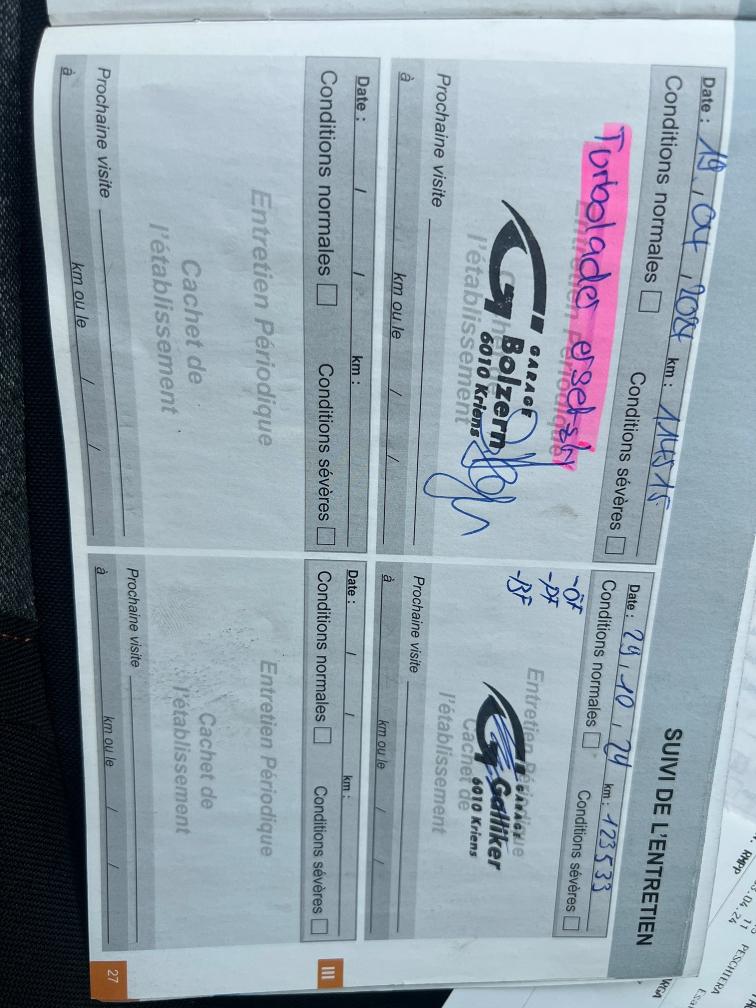 SUIVI DE L'ENTRETIEN
Date : 19.04.2024 km : 114815
Conditions normales Conditions sévères
Turbolader ersetzt
Entretien Périodique
Cachet de
l'établissement
GARAGE
Bolzern
6010 Kriens
Prochaine visite
à km ou le / /
Date : 29.10.24 km : 123533
Conditions normales Conditions sévères
-ÖF
-PF
-BF
Entretien Périodique
Cachet de
l'établissement
GARAGE
Galliker
6010 Kriens
Prochaine visite
à km ou le / /
Date : / / km :
Conditions normales Conditions sévères
Entretien Périodique
Cachet de
l'établissement
Prochaine visite
à km ou le / /
Date : / / km :
Conditions normales Conditions sévères
Entretien Périodique
Cachet de
l'établissement
Prochaine visite
à km ou le / /
III
27
PESCHIERA